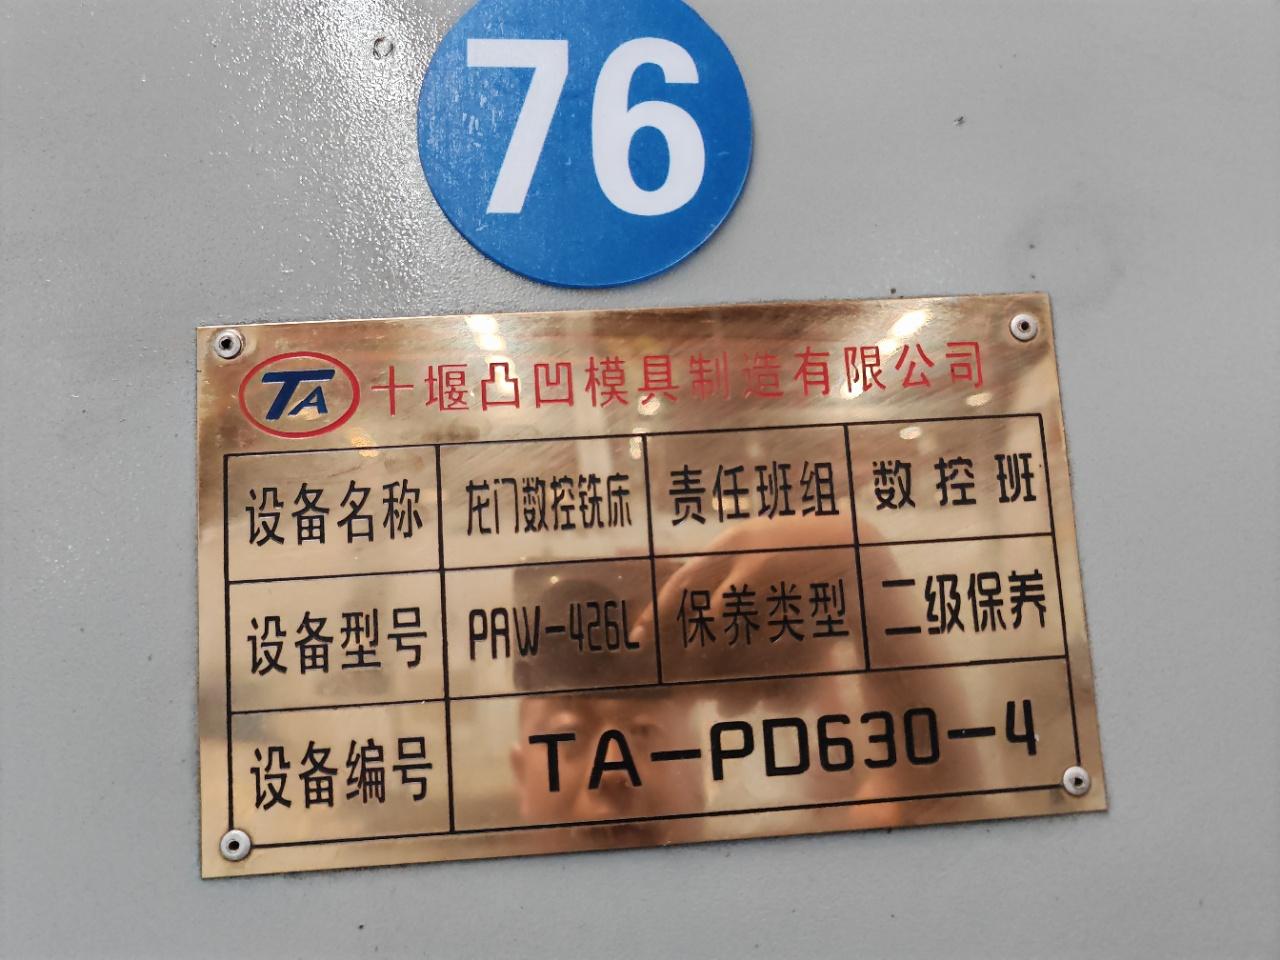 76
TA 十堰凸凹模具制造有限公司
设备名称 龙门数控铣床 责任班组 数控班
设备型号 PAW-426L 保养类型 二级保养
设备编号 TA-PD630-4